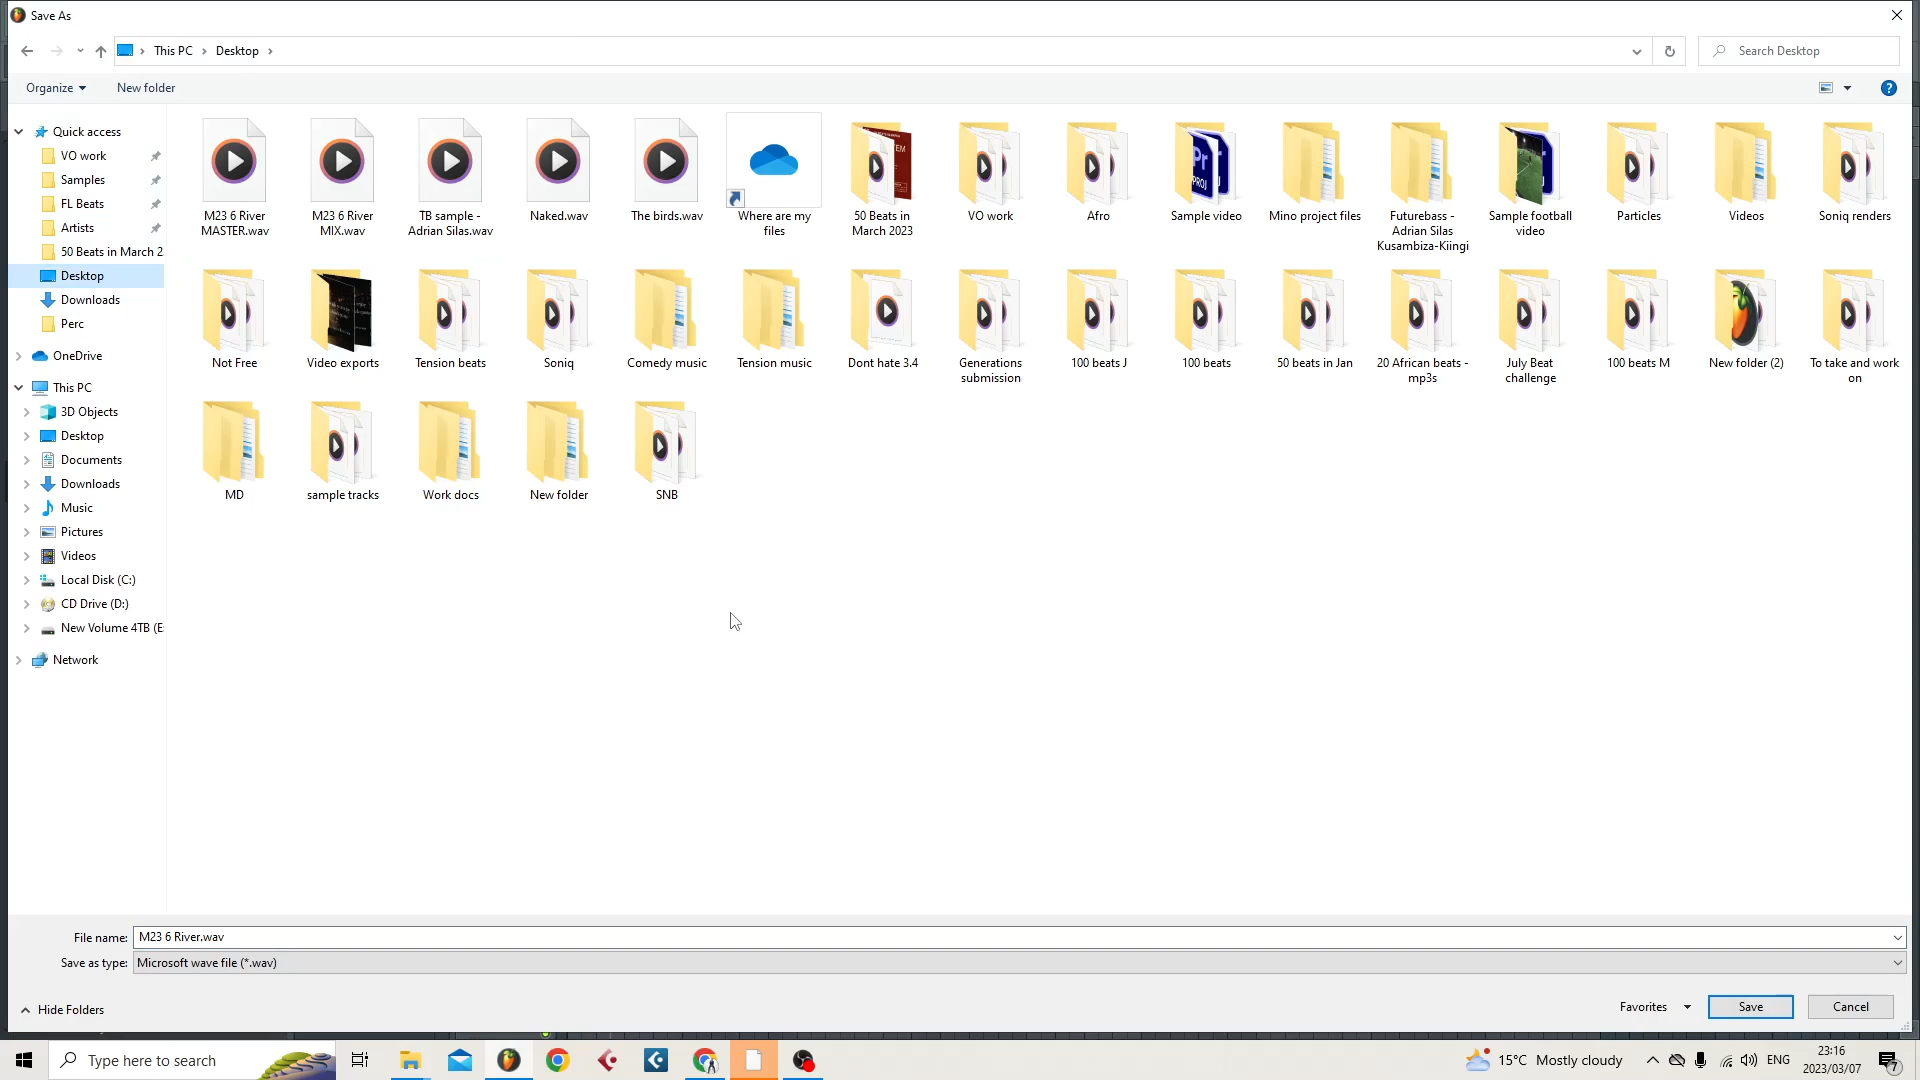 Save As
This PC
Desktop
Search Desktop
Organize
New folder
Quick access
VO work
Samples
FL Beats
Artists
50 Beats in March 2
Desktop
Downloads
Perc
OneDrive
This PC
3D Objects
Desktop
Documents
Downloads
Music
Pictures
Videos
Local Disk (C:)
CD Drive (D:)
New Volume 4TB (E
Network
M23 6 River
MASTER.wav
M23 6 River
MIX.wav
TB sample -
Adrian Silas.wav
Naked.wav
The birds.wav
Where are my
files
50 Beats in
March 2023
VO work
Afro
Sample video
Mino project files
Futurebass -
Adrian Silas
Kusambiza-Kiingi
Sample football
video
Particles
Videos
Soniq renders
Not Free
Video exports
Tension beats
Soniq
Comedy music
Tension music
Dont hate 3.4
Generations
submission
100 beats J
100 beats
50 beats in Jan
20 African beats -
mp3s
July Beat
challenge
100 beats M
New folder (2)
To take and work
on
MD
sample tracks
Work docs
New folder
SNB
File name:
M23 6 River.wav
Save as type:
Microsoft wave file (*.wav)
Hide Folders
Favorites
Save
Cancel
Type here to search
15°C Mostly cloudy
ENG
23:16
2023/03/07
7